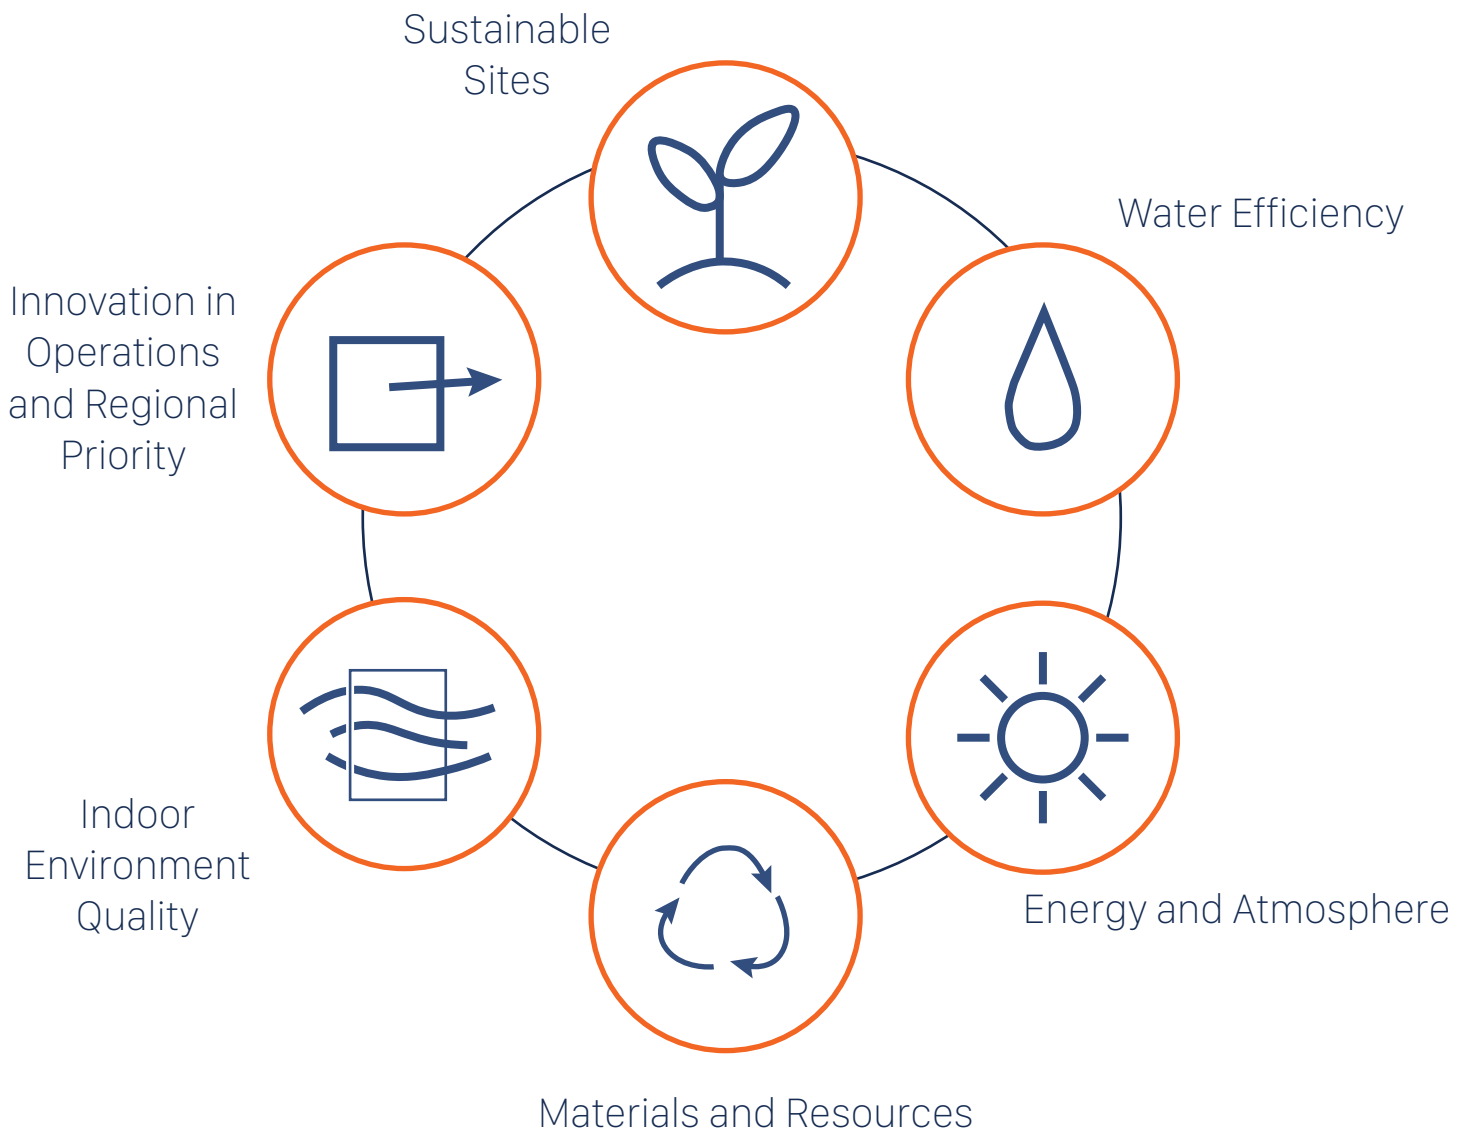 Sustainable
Sites
Water Efficiency
Innovation in
Operations
and Regional
Priority
Indoor
Environment
Quality
Energy and Atmosphere
Materials and Resources